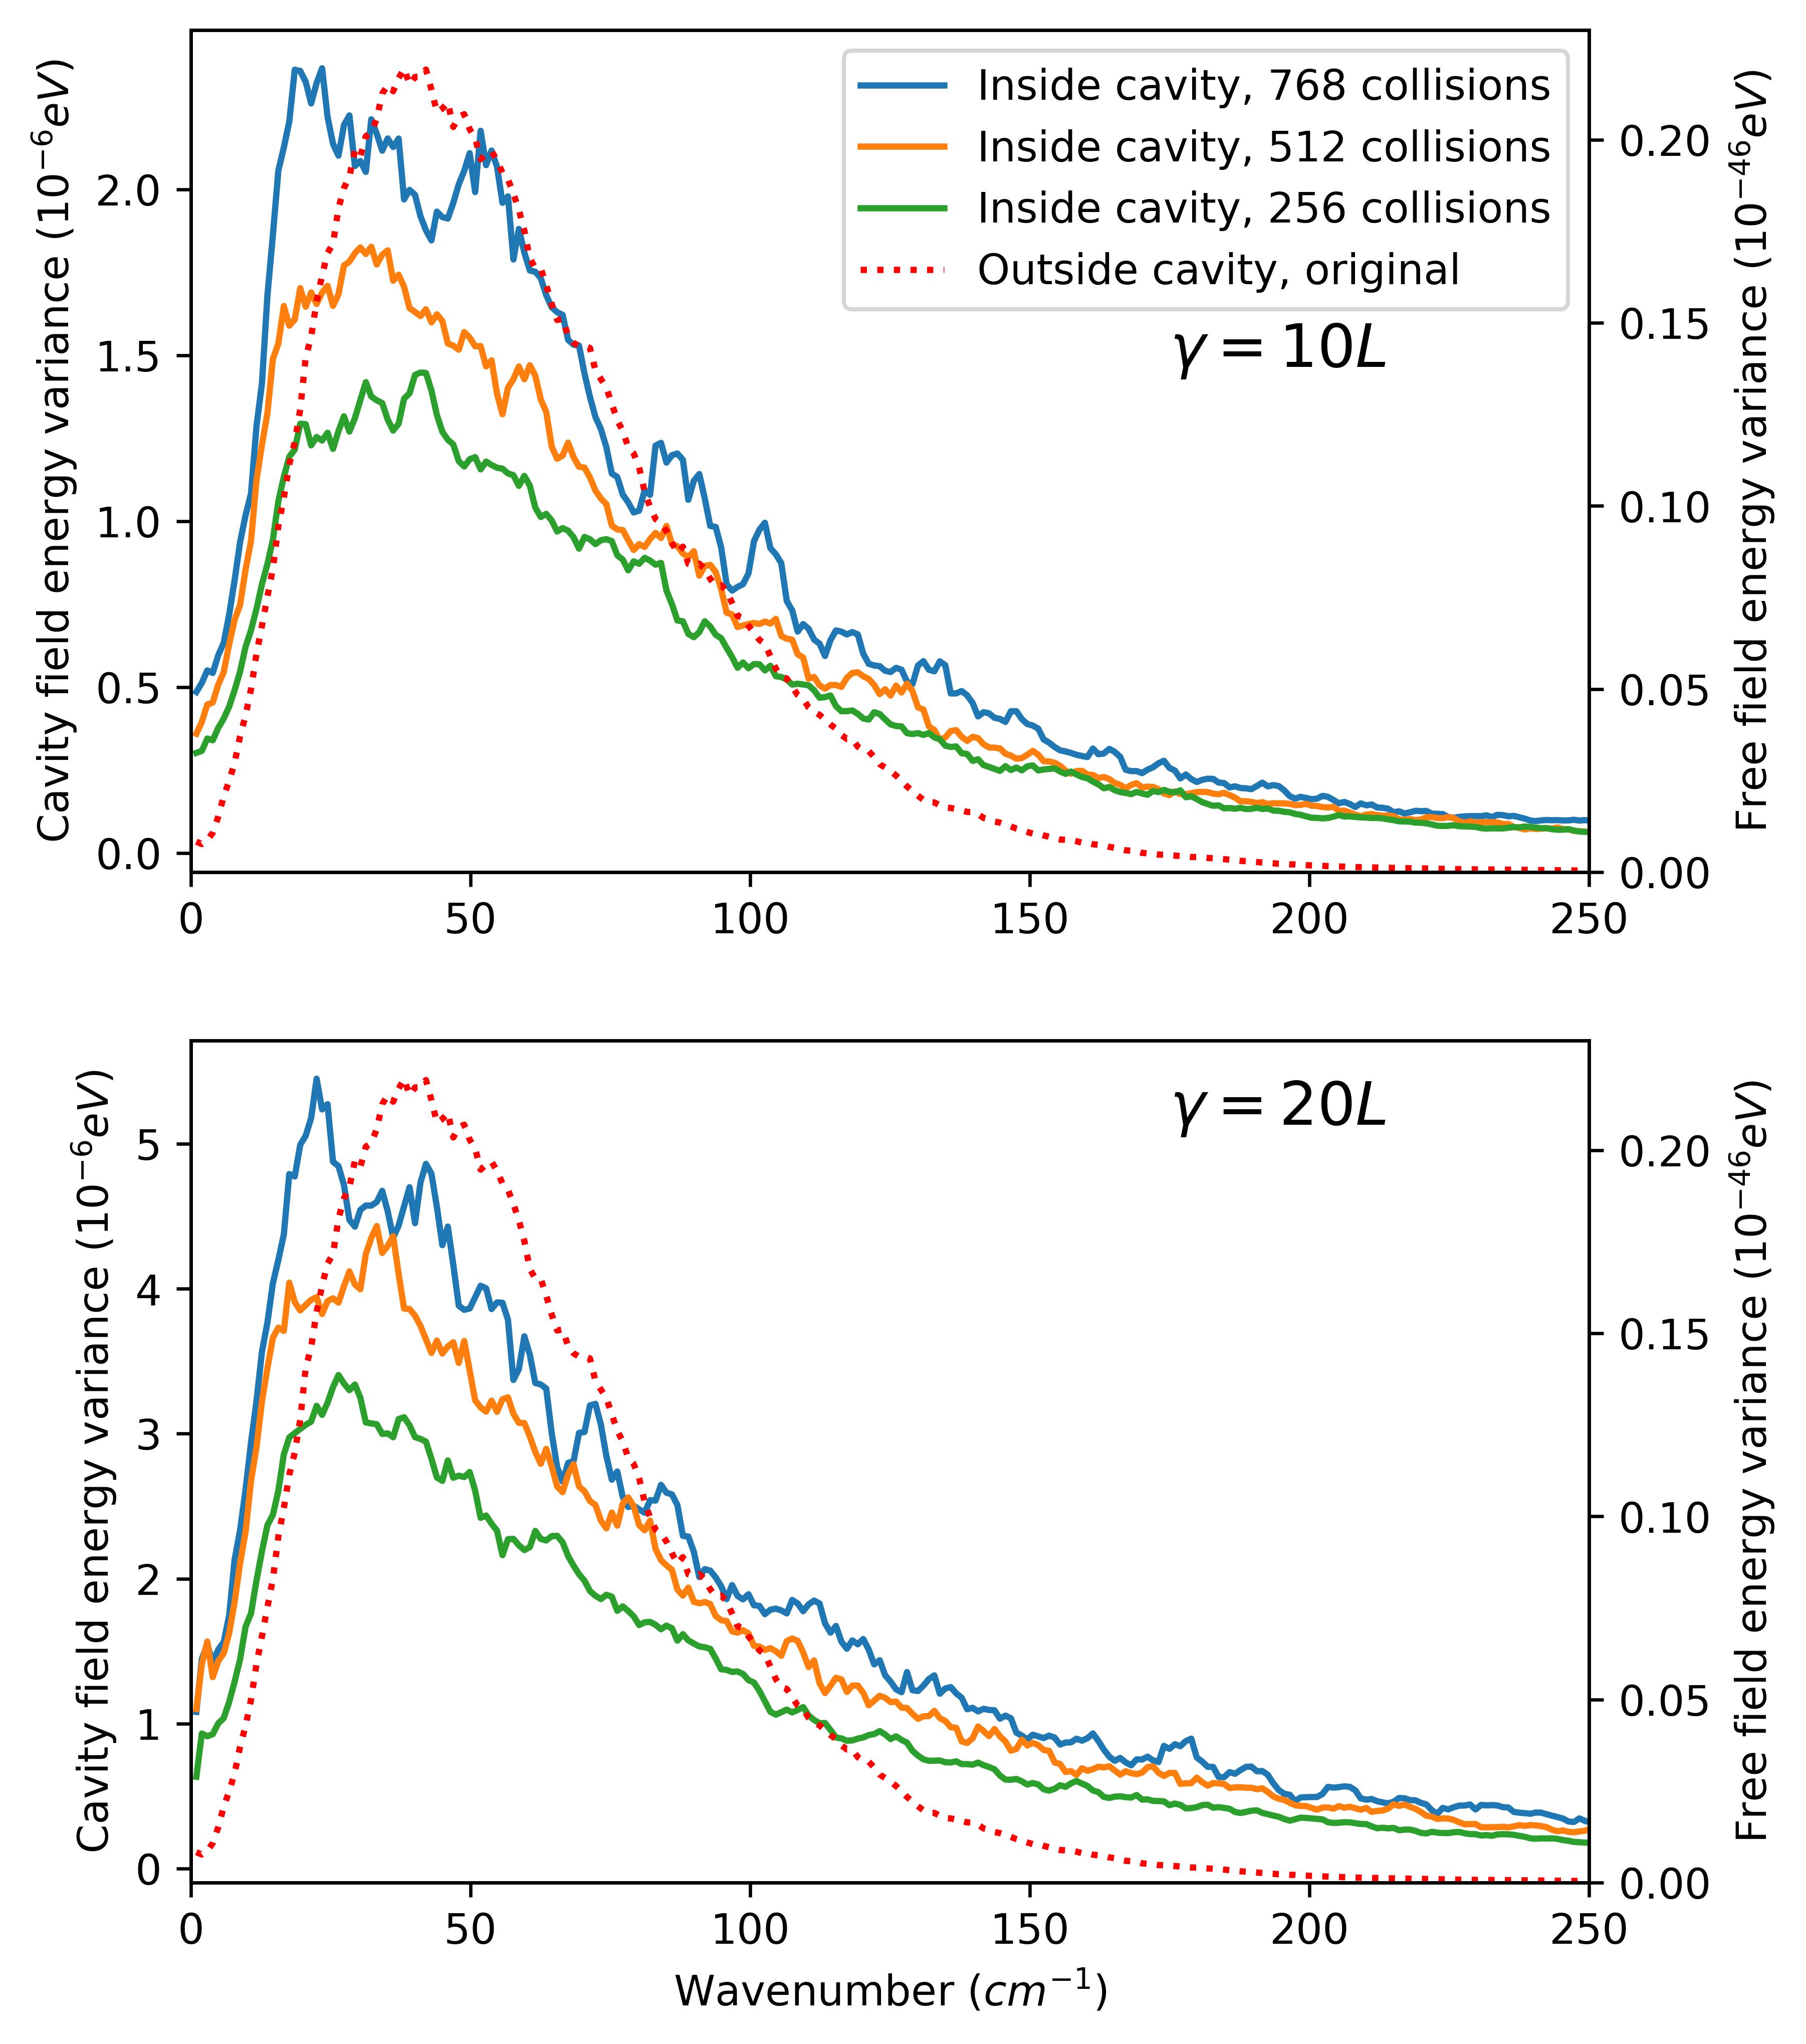 Cavity field energy variance (10⁻⁶eV)
2.0
1.5
1.0
0.5
0.0
Inside cavity, 768 collisions
Inside cavity, 512 collisions
Inside cavity, 256 collisions
Outside cavity, original
γ = 10L
0.20
0.15
0.10
0.05
0.00
Free field energy variance (10⁻⁴⁶eV)
0 50 100 150 200 250
Cavity field energy variance (10⁻⁶eV)
5
4
3
2
1
0
γ = 20L
0.20
0.15
0.10
0.05
0.00
Free field energy variance (10⁻⁴⁶eV)
0 50 100 150 200 250
Wavenumber (cm⁻¹)